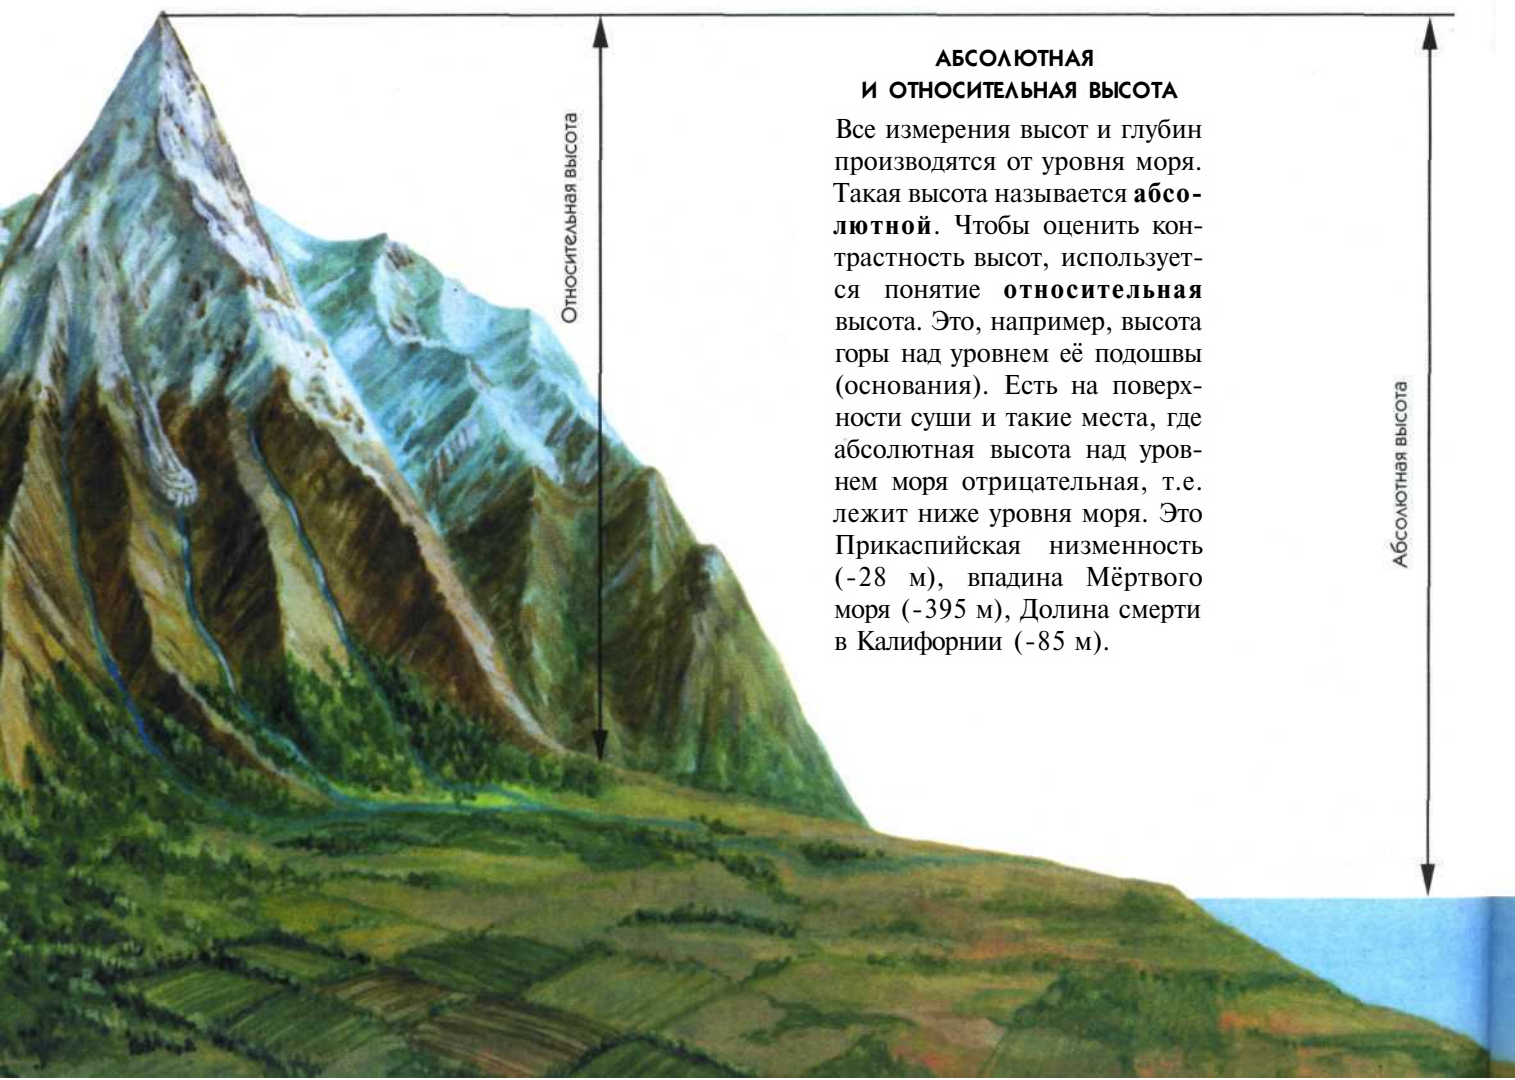 АБСОЛЮТНАЯ
И ОТНОСИТЕЛЬНАЯ ВЫСОТА
Все измерения высот и глубин
производятся от уровня моря.
Такая высота называется абсо-
лютной. Чтобы оценить кон-
трастность высот, использует-
ся понятие относительная
высота. Это, например, высота
горы над уровнем её подошвы
(основания). Есть на поверх-
ности суши и такие места, где
абсолютная высота над уров-
нем моря отрицательная, т.е.
лежит ниже уровня моря. Это
Прикаспийская низменность
(-28 м), впадина Мёртвого
моря (-395 м), Долина смерти
в Калифорнии (-85 м).
Относительная высота
Абсолютная высота